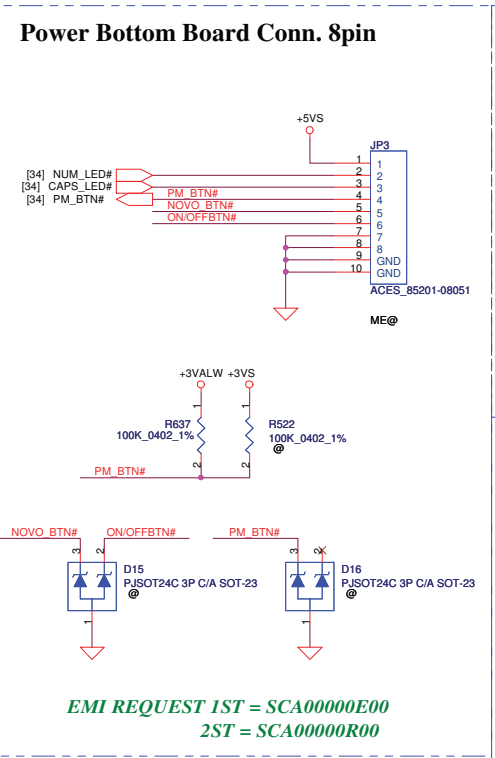 Power Bottom Board Conn. 8pin
+5VS
JP3
1 1
[34] NUM_LED# 2 2
[34] CAPS_LED# 3 3
[34] PM_BTN# PM_BTN# 4 4
NOVO_BTN# 5 5
ON/OFFBTN# 6 6
7 7
8 8
9 GND
10 GND
ACES_85201-08051
ME@
+3VALW +3VS
1 1
R637 R522
100K_0402_1% 100K_0402_1%
@
2 2
PM_BTN#
NOVO_BTN# ON/OFFBTN# PM_BTN#
3 2 3 2
D15 D16
PJSOT24C 3P C/A SOT-23 PJSOT24C 3P C/A SOT-23
@ @
1 1
EMI REQUEST 1ST = SCA00000E00
2ST = SCA00000R00